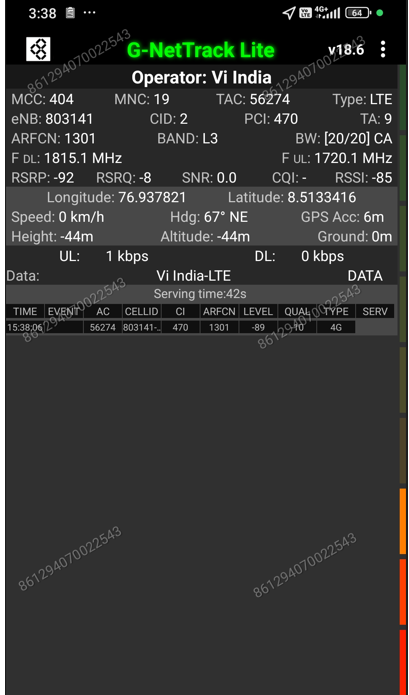 3:38 ... Vo LTE 4G+ 64
G-NetTrack Lite v18.6
Operator: Vi India
MCC: 404 MNC: 19 TAC: 56274 Type: LTE
eNB: 803141 CID: 2 PCI: 470 TA: 9
ARFCN: 1301 BAND: L3 BW: [20/20] CA
F DL: 1815.1 MHz F UL: 1720.1 MHz
RSRP: -92 RSRQ: -8 SNR: 0.0 CQI: - RSSI: -85
Longitude: 76.937821 Latitude: 8.5133416
Speed: 0 km/h Hdg: 67° NE GPS Acc: 6m
Height: -44m Altitude: -44m Ground: 0m
UL: 1 kbps DL: 0 kbps
Data: Vi India-LTE DATA
Serving time:42s
TIME EVENT AC CELLID CI ARFCN LEVEL QUAL TYPE SERV
15:38:06 56274 803141-.. 470 1301 -89 -10 4G
861294070022543
861294070022543
861294070022543
861294070022543
861294070022543
861294070022543